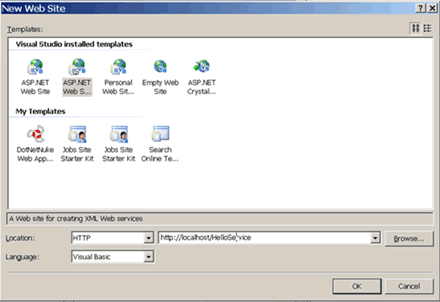 New Web Site
Templates:
Visual Studio installed templates
ASP.NET Web Site
ASP.NET Web S...
Personal Web Sit...
Empty Web Site
ASP.NET Crystal...
My Templates
DotNetNuke Web App...
Jobs Site Starter Kit
Jobs Site Starter Kit
Search Online Te...
A Web site for creating XML Web services
Location:
HTTP
http://localhost/HelloService
Browse...
Language:
Visual Basic
OK
Cancel